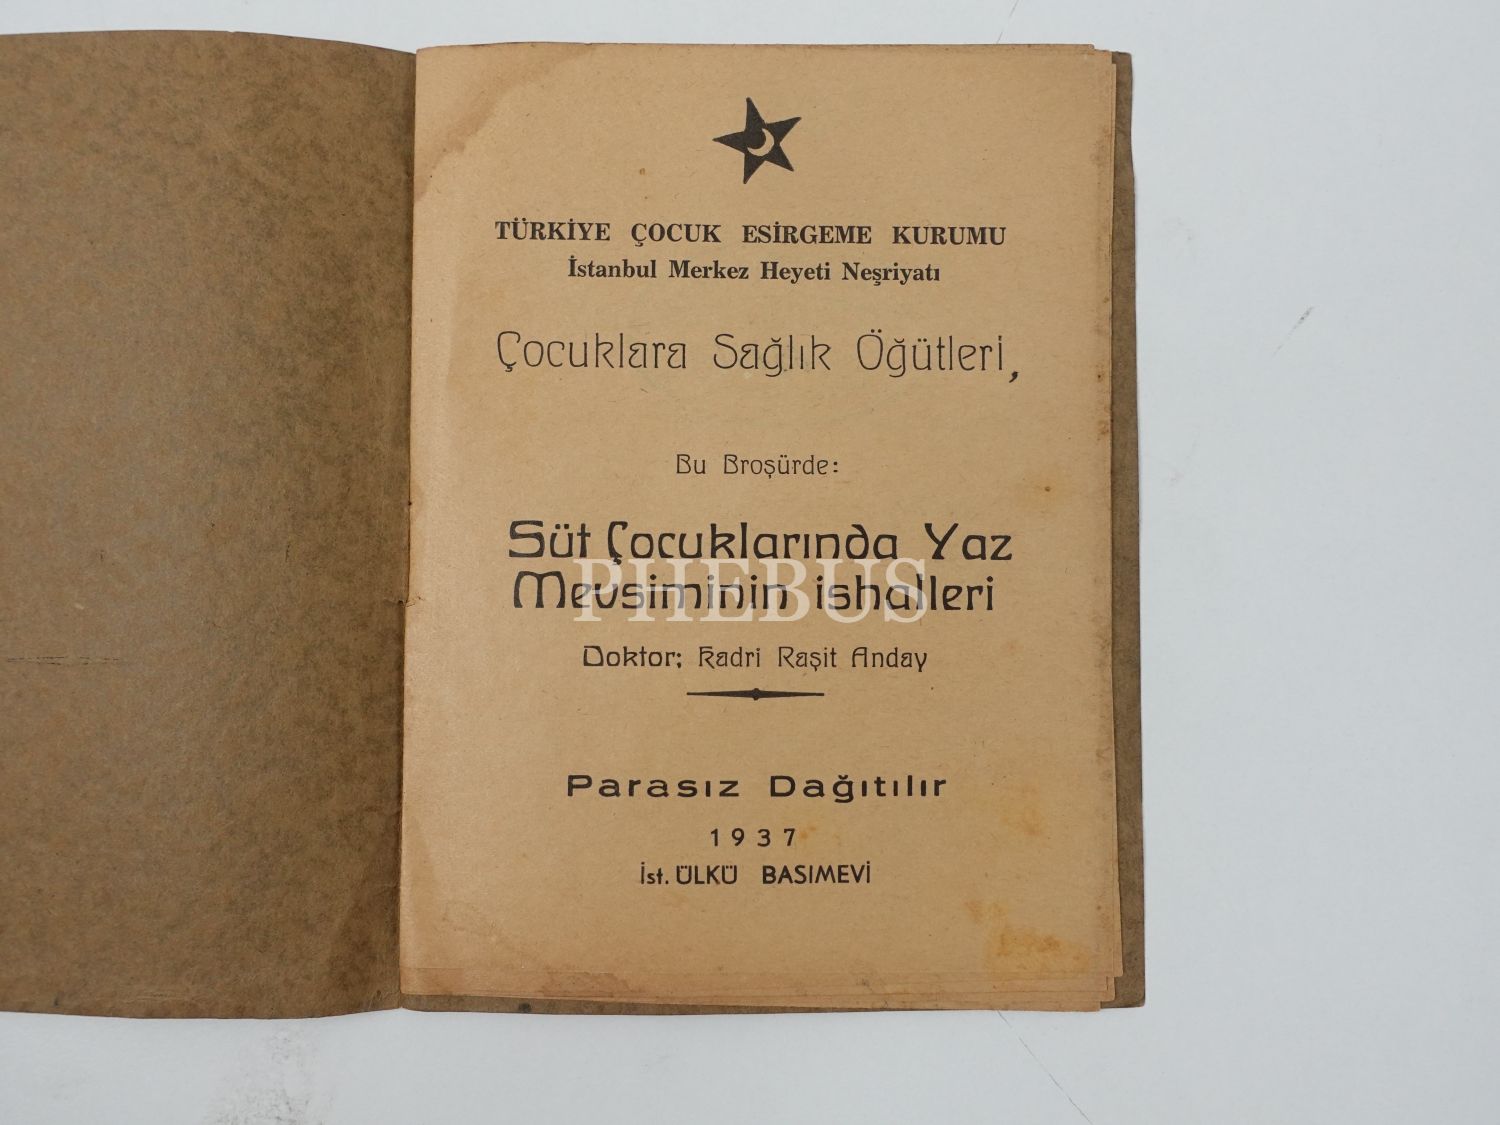 TÜRKİYE ÇOCUK ESİRGEME KURUMU
İstanbul Merkez Heyeti Neşriyatı
Çocuklara Sağlık Öğütleri,
Bu Broşürde:
Süt Çocuklarında Yaz
Mevsiminin ishalleri
PHEBUS
Doktor: Kadri Raşit Anday
Parasız Dağıtılır
1937
İst. ÜLKÜ BASIMEVİ